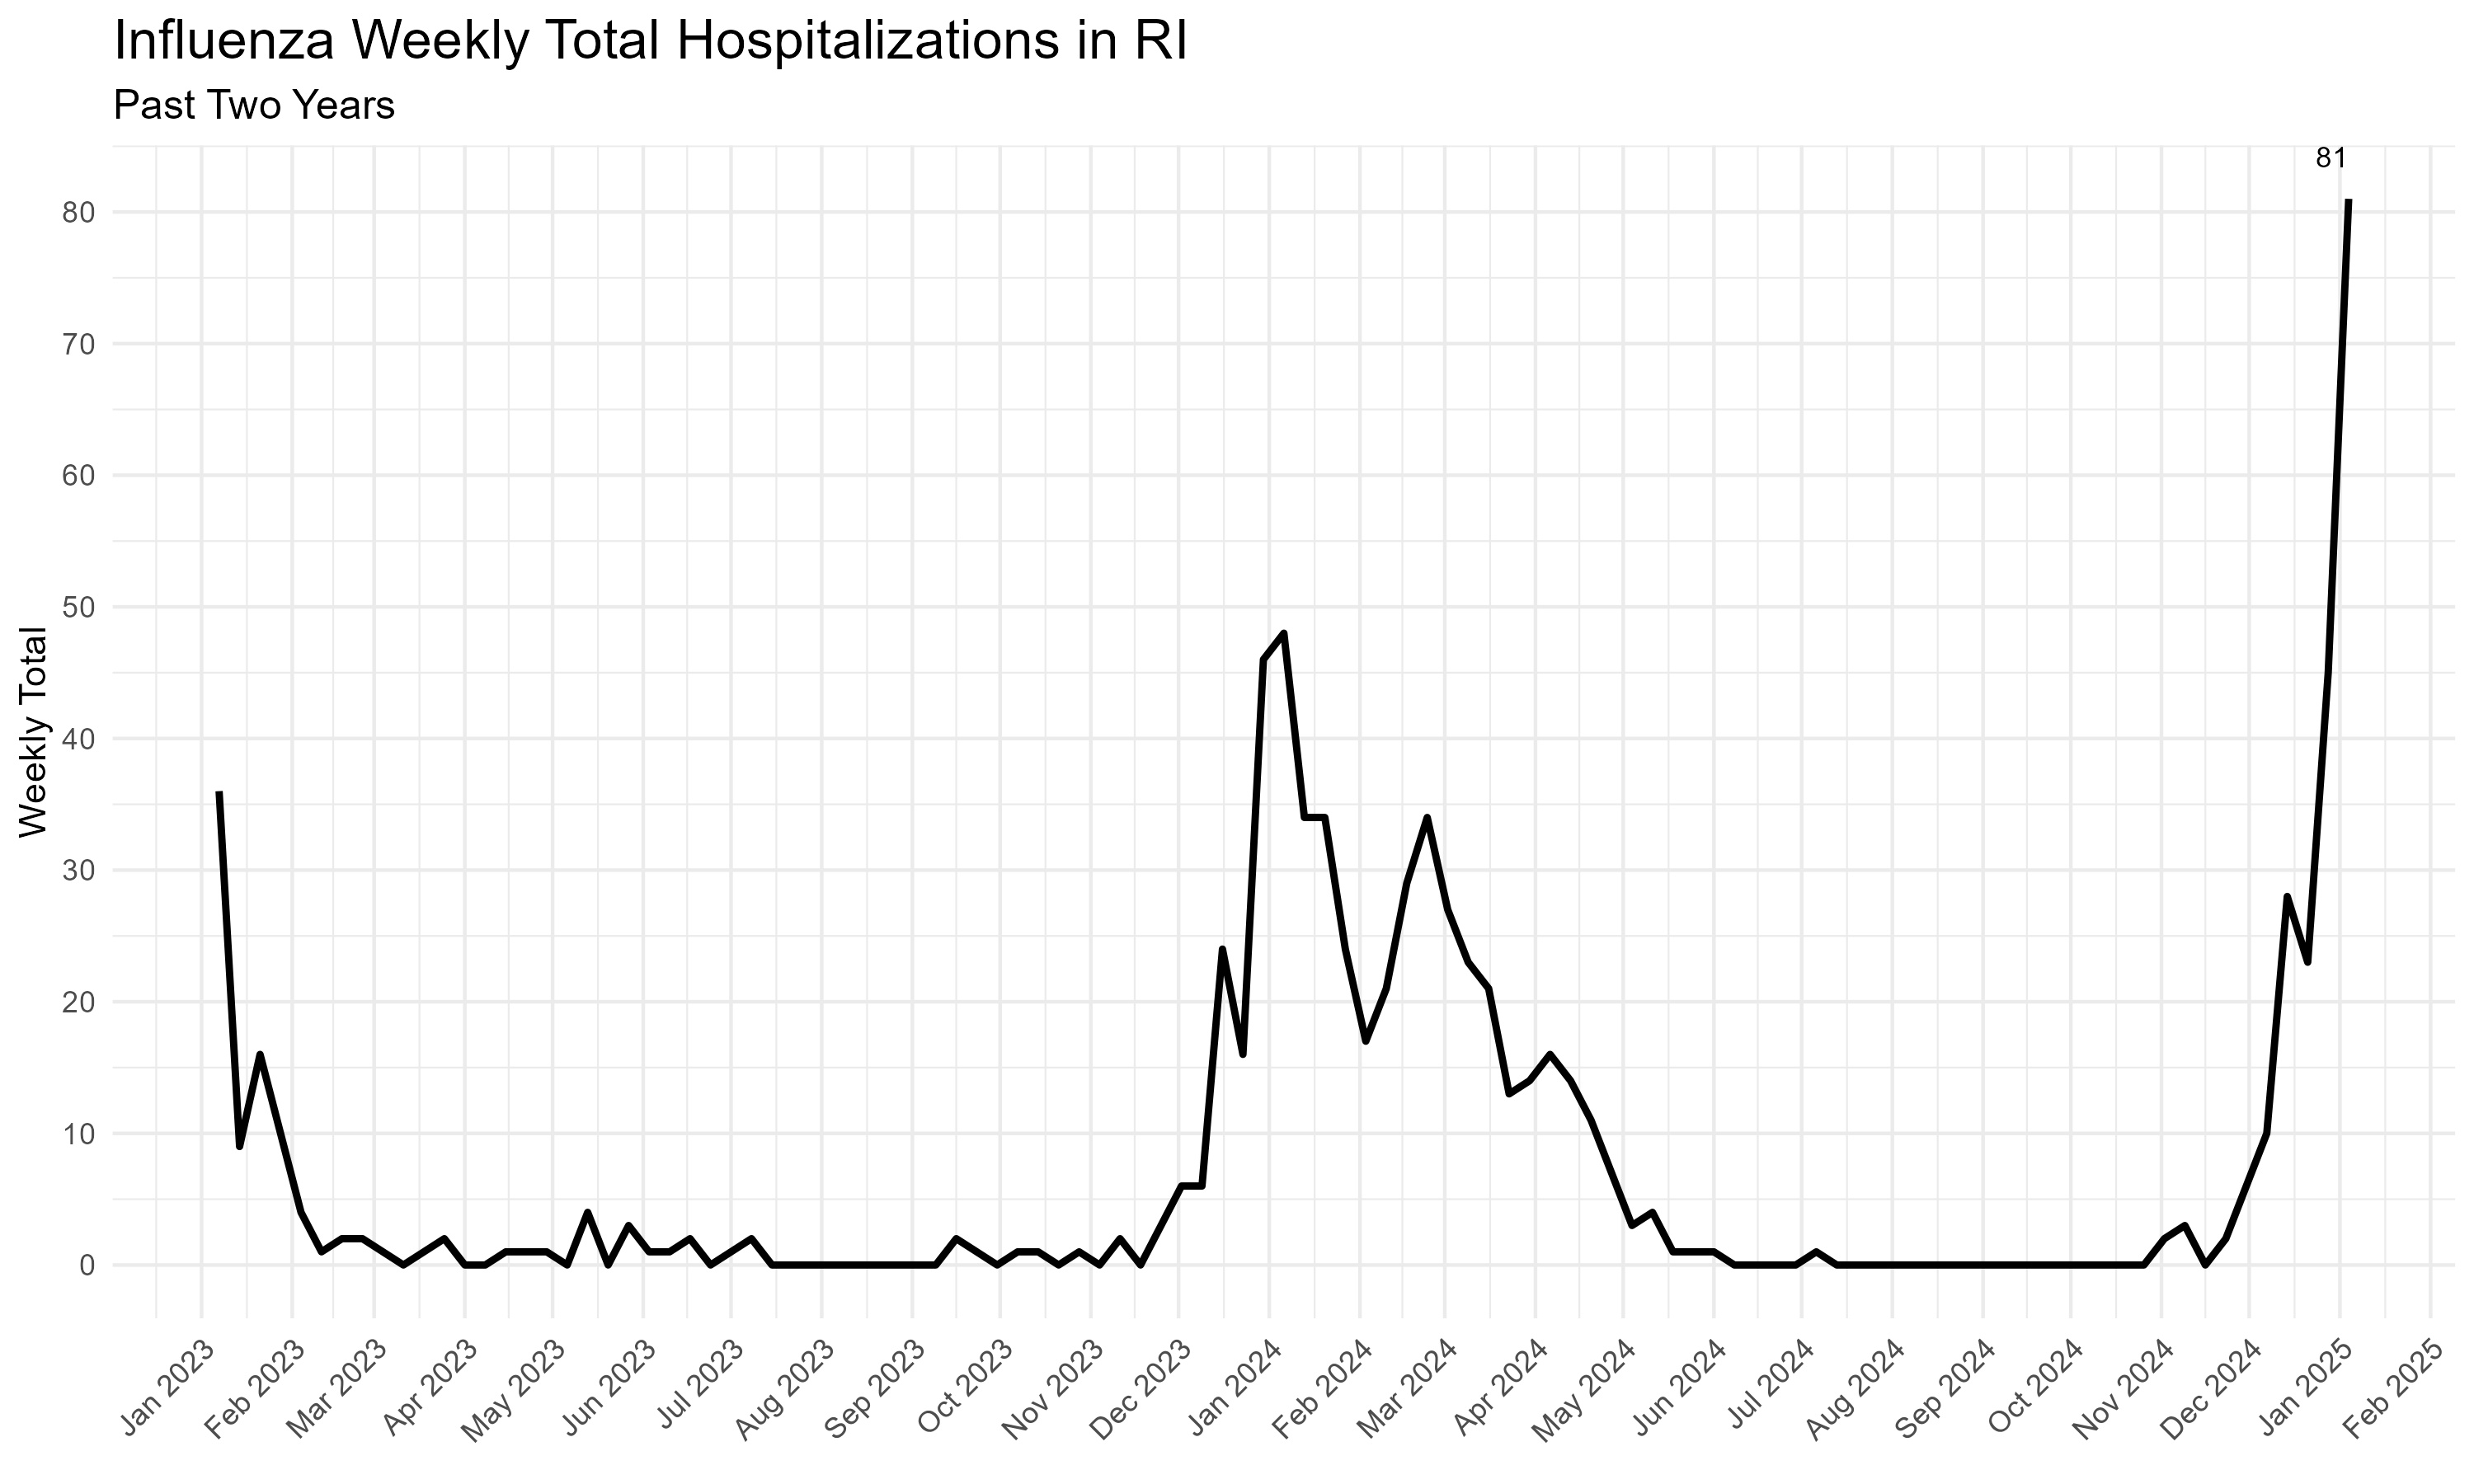 Influenza Weekly Total Hospitalizations in RI
Past Two Years
81
80
70
60
50
40
30
20
10
0
Weekly Total
Jan 2023
Feb 2023
Mar 2023
Apr 2023
May 2023
Jun 2023
Jul 2023
Aug 2023
Sep 2023
Oct 2023
Nov 2023
Dec 2023
Jan 2024
Feb 2024
Mar 2024
Apr 2024
May 2024
Jun 2024
Jul 2024
Aug 2024
Sep 2024
Oct 2024
Nov 2024
Dec 2024
Jan 2025
Feb 2025